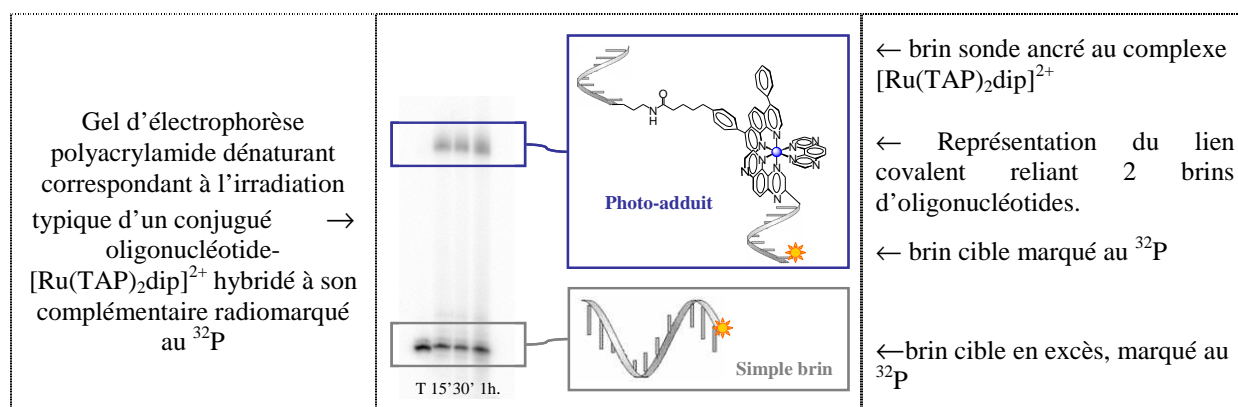 Gel d'électrophorèse
polyacrylamide dénaturant
correspondant à l'irradiation
typique d'un conjugué →
oligonucléotide-
[Ru(TAP)₂dip]²⁺ hybridé à son
complémentaire radiomarqué
au ³²P
O
N
H
N
N
N
N
N
N
N
N
N
N
Photo-adduit
Simple brin
T 15'30' 1h.
← brin sonde ancré au complexe
[Ru(TAP)₂dip]²⁺
← Représentation du lien
covalent reliant 2 brins
d'oligonucléotides.
← brin cible marqué au ³²P
←brin cible en excès, marqué au
³²P